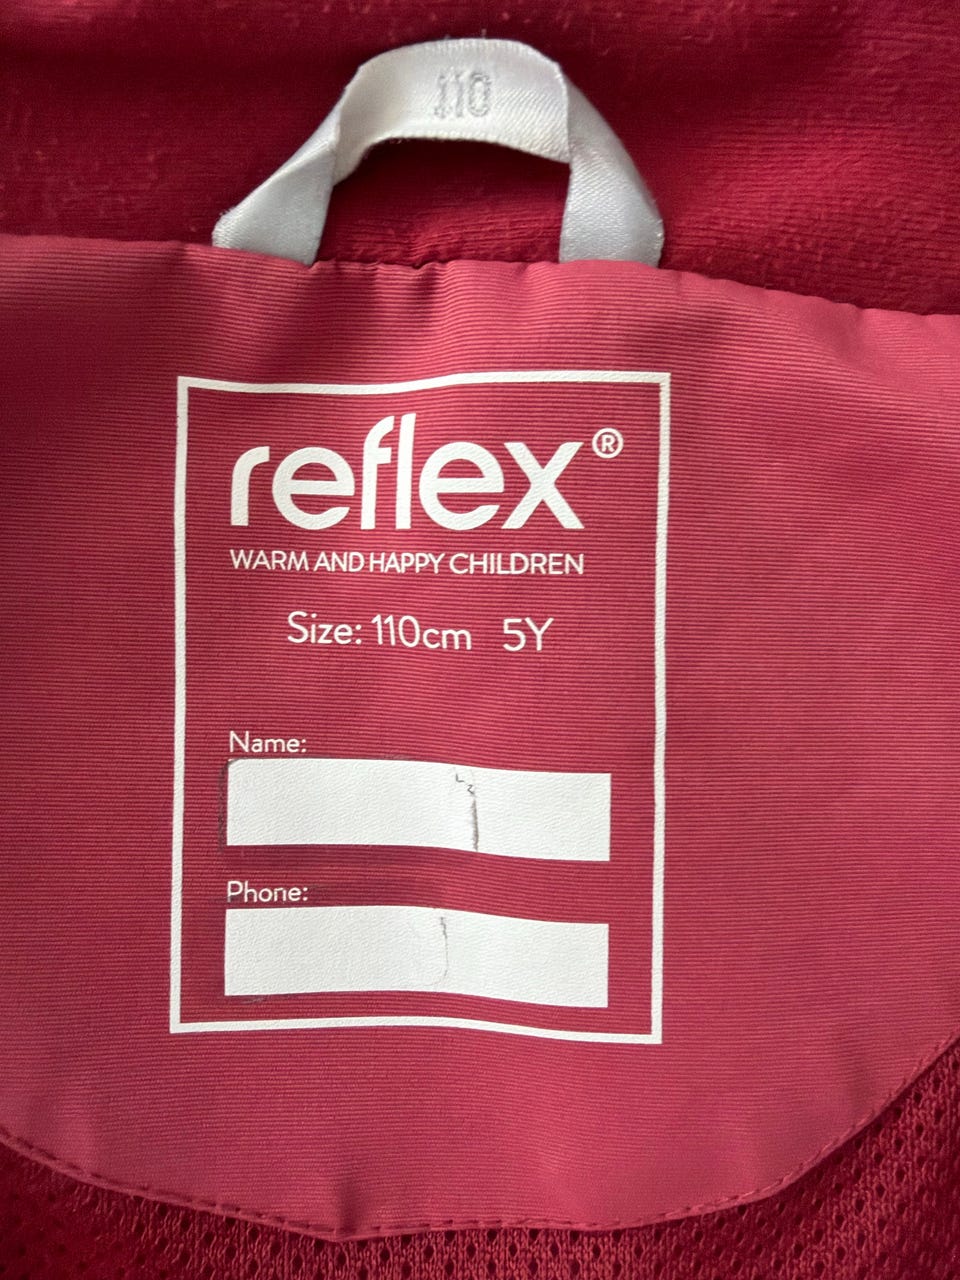 110
reflex®
WARM AND HAPPY CHILDREN
Size: 110cm 5Y
Name:
Phone: